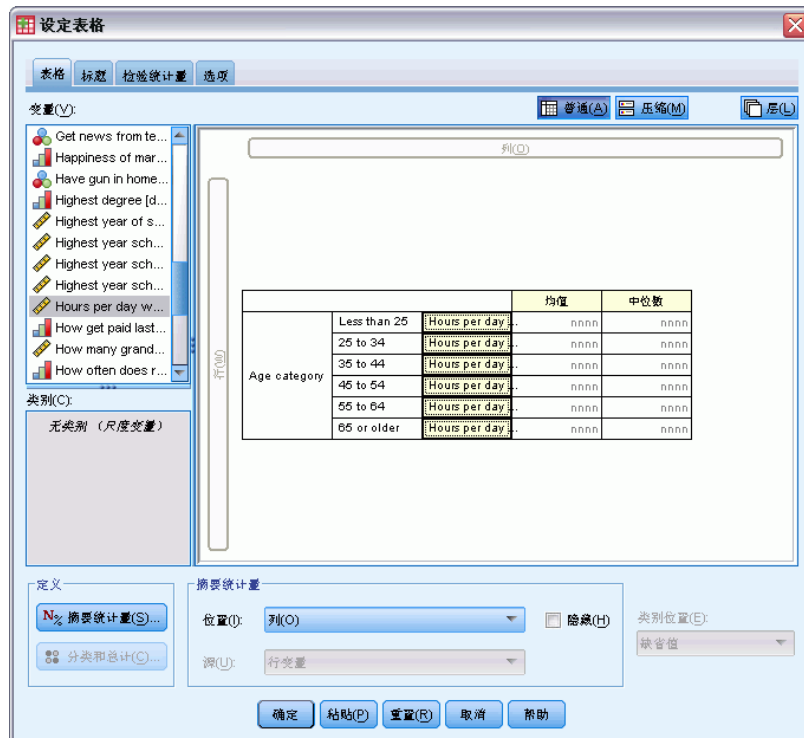 设定表格
表格 标题 检验统计量 选项
变量(V):
普通(A) 压缩(M) 层(L)
Get news from te...
Happiness of mar...
Have gun in home...
Highest degree [d...
Highest year of s...
Highest year sch...
Highest year sch...
Highest year sch...
Hours per day w...
How get paid last...
How many grand...
How often does r...
类别(C):
无类别 (尺度变量)
列(O)
行(W)
均值 中位数
Age category
Less than 25 Hours per day... nnnn nnnn
25 to 34 Hours per day... nnnn nnnn
35 to 44 Hours per day... nnnn nnnn
45 to 54 Hours per day... nnnn nnnn
55 to 64 Hours per day... nnnn nnnn
65 or older Hours per day... nnnn nnnn
定义
N% 摘要统计量(S)...
分类和总计(C)...
摘要统计量
位置(I): 列(O) 隐藏(H)
源(U): 行变量
类别位置(E):
缺省值
确定 粘贴(P) 重置(R) 取消 帮助